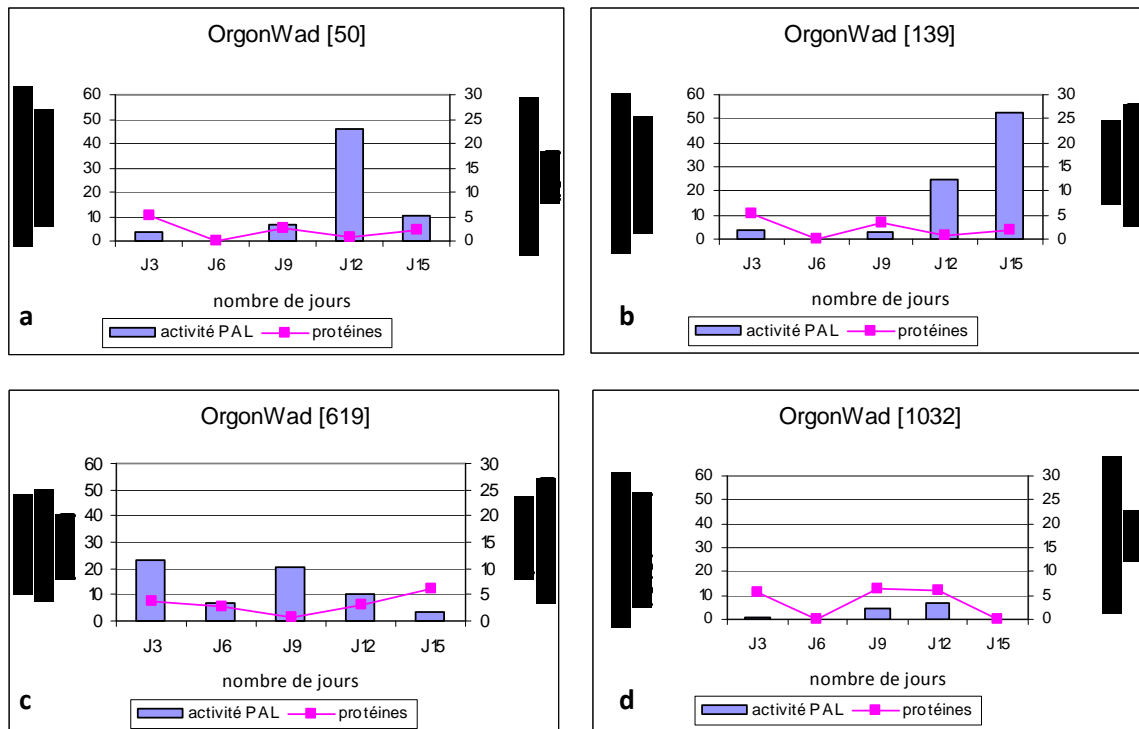 OrgonWad [50]
60
50
40
30
20
10
0
30
25
20
15
10
5
0
J3 J6 J9 J12 J15
nombre de jours
a
activité PAL protéines
OrgonWad [139]
60
50
40
30
20
10
0
30
25
20
15
10
5
0
J3 J6 J9 J12 J15
nombre de jours
b
activité PAL protéines
OrgonWad [619]
60
50
40
30
20
10
0
30
25
20
15
10
5
0
J3 J6 J9 J12 J15
nombre de jours
c
activité PAL protéines
OrgonWad [1032]
60
50
40
30
20
10
0
30
25
20
15
10
5
0
J3 J6 J9 J12 J15
nombre de jours
d
activité PAL protéines